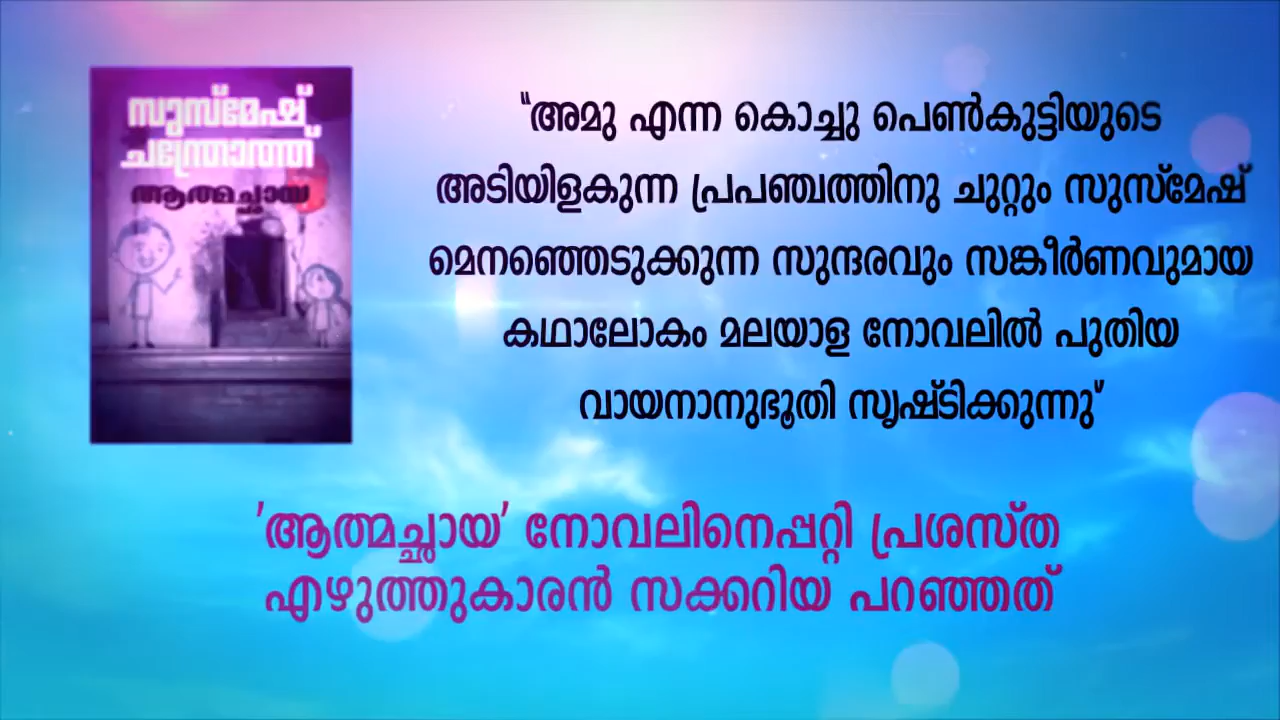 സുസ്മേഷ്
ചന്ത്രോത്ത്
ആത്മച്ഛായ
"അമു എന്ന കൊച്ചു പെൺകുട്ടിയുടെ
അടിയിളകുന്ന പ്രപഞ്ചത്തിനു ചുറ്റും സുസ്മേഷ്
മെനഞ്ഞെടുക്കുന്ന സുന്ദരവും സങ്കീർണവുമായ
കഥാലോകം മലയാള നോവലിൽ പുതിയ
വായനാനുഭൂതി സൃഷ്ടിക്കുന്നു"
'ആത്മച്ഛായ' നോവലിനെപ്പറ്റി പ്രശസ്ത
എഴുത്തുകാരൻ സക്കറിയ പറഞ്ഞത്